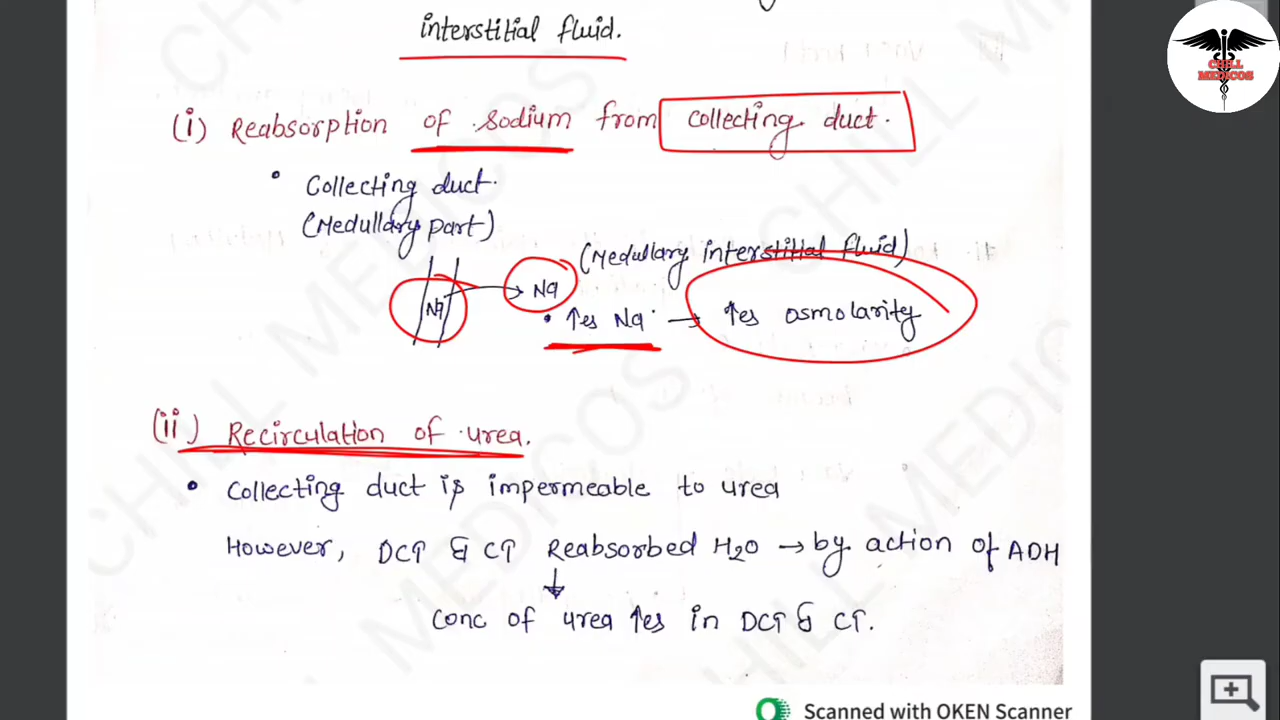 interstitial fluid.
(i) Reabsorption of sodium from collecting duct.
• Collecting duct.
(Medullary part)
(Medullary interstitial fluid)
Na → Na
• ↑es Na → ↑es osmolarity
(ii) Recirculation of urea.
• Collecting duct is impermeable to urea
However, DCT & CT Reabsorbed H2O → by action of ADH
↓
Conc of urea ↑es in DCT & CT.
CHILL MEDICOS
CHILL
MEDICOS
Scanned with OKEN Scanner